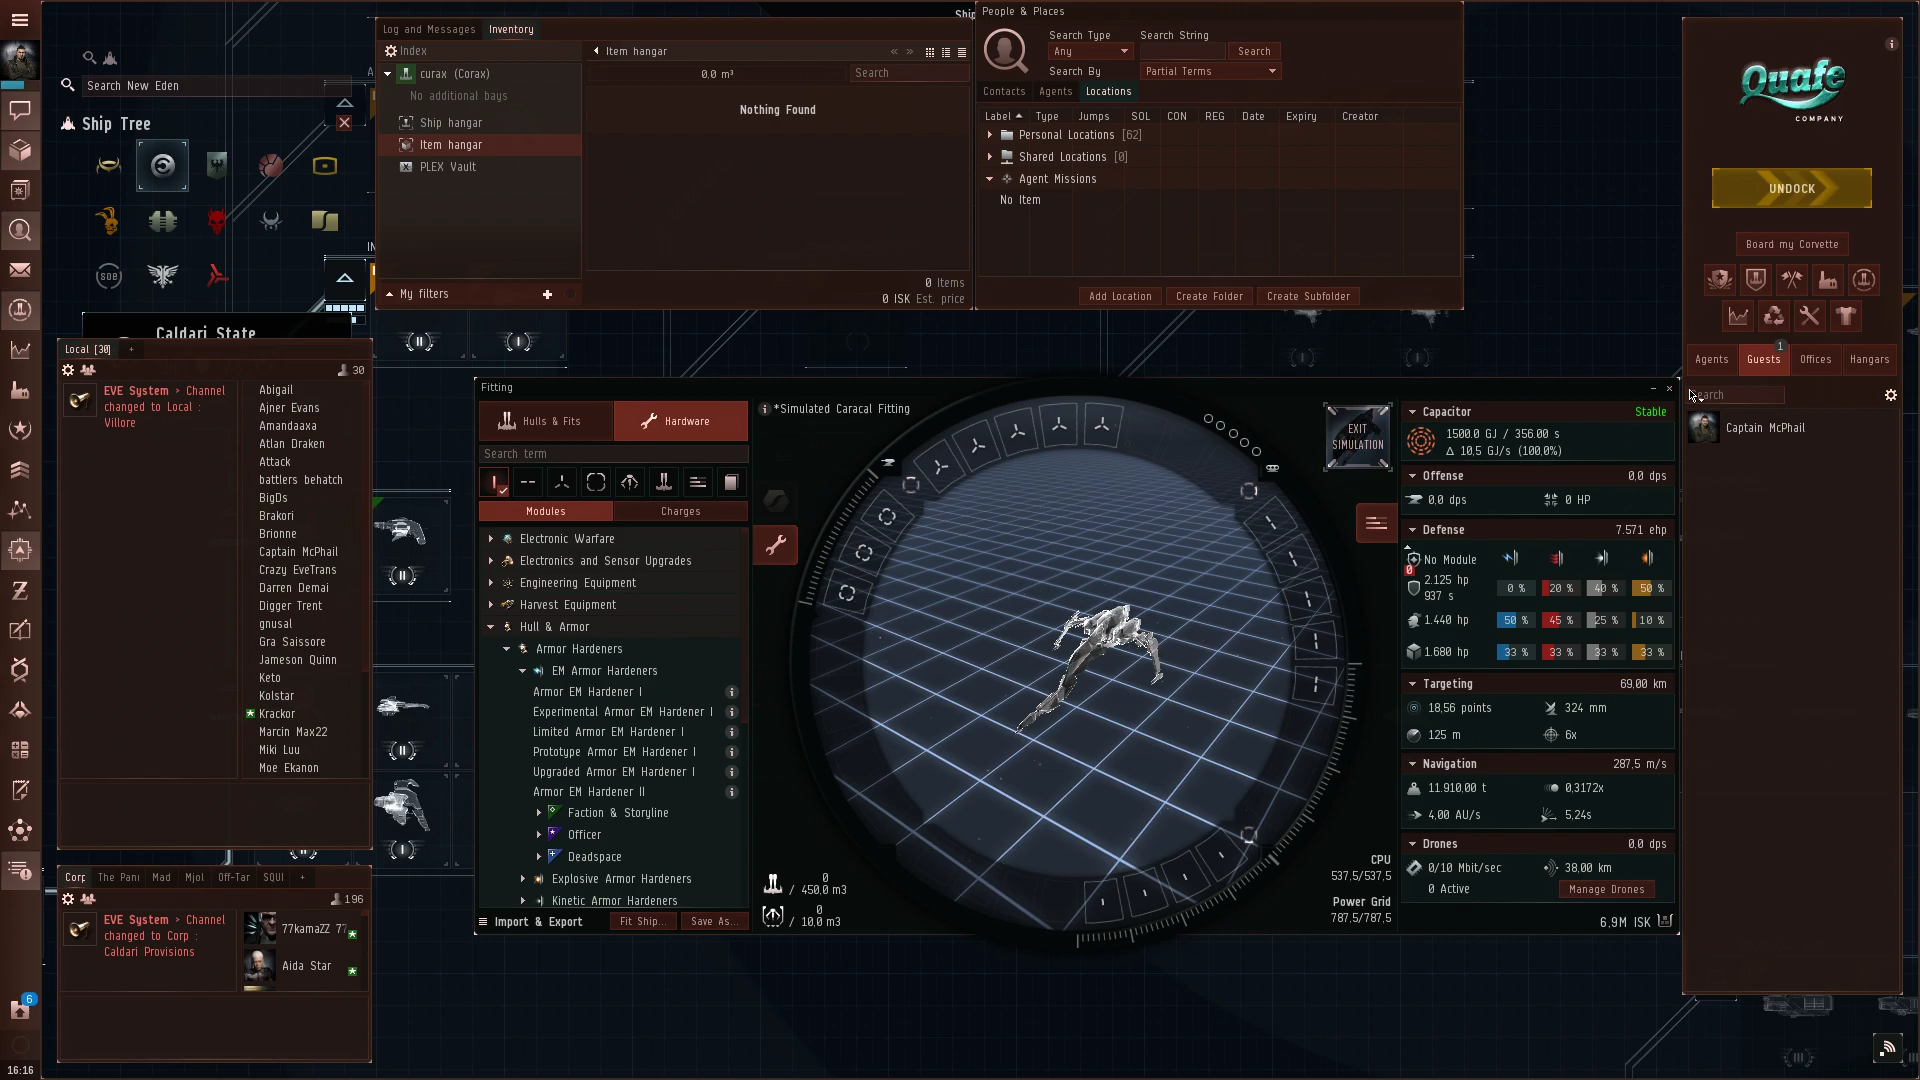 Search New Eden
Ship Tree
SOE
Caldari State
Log and Messages
Inventory
Index
curax (Corax)
No additional bays
Ship hangar
Item hangar
PLEX Vault
My filters
Item hangar
0,0 m³
Search
Nothing Found
0 Items
0 ISK Est. price
Ship
People & Places
Search Type
Search String
Any
Search
Search By
Partial Terms
Contacts
Agents
Locations
Label
Type
Jumps
SOL
CON
REG
Date
Expiry
Creator
Personal Locations [62]
Shared Locations [0]
Agent Missions
No Item
Add Location
Create Folder
Create Subfolder
Quafe
COMPANY
UNDOCK
Board my Corvette
1
Agents
Guests
Offices
Hangars
Search
Captain McPhail
Local [30]
30
EVE System > Channel
changed to Local :
Villore
Abigail
Ajner Evans
Amandaaxa
Atlan Draken
Attack
battlers behatch
BigDs
Brakori
Brionne
Captain McPhail
Crazy EveTrans
Darren Demai
Digger Trent
gnusal
Gra Saissore
Jameson Quinn
Keto
Kolstar
Krackor
Marcin Max22
Miki Luu
Moe Ekanon
Corp
The Pani
Mad
Mjol
Off-Tar
SQUI
196
EVE System > Channel
changed to Corp :
Caldari Provisions
77kamaZZ 77
Aida Star
6
16:16
Fitting
Hulls & Fits
Hardware
Search term
Modules
Charges
Electronic Warfare
Electronics and Sensor Upgrades
Engineering Equipment
Harvest Equipment
Hull & Armor
Armor Hardeners
EM Armor Hardeners
Armor EM Hardener I
Experimental Armor EM Hardener I
Limited Armor EM Hardener I
Prototype Armor EM Hardener I
Upgraded Armor EM Hardener I
Armor EM Hardener II
Faction & Storyline
Officer
Deadspace
Explosive Armor Hardeners
Kinetic Armor Hardeners
Import & Export
Fit Ship...
Save As...
*Simulated Caracal Fitting
EXIT
SIMULATION
0
/ 450,0 m3
0
/ 10,0 m3
CPU
537,5/537,5
Power Grid
787,5/787,5
Capacitor
Stable
1500,0 GJ / 356,00 s
Δ 10,5 GJ/s (100,0%)
Offense
0,0 dps
0,0 dps
0 HP
Defense
7.571 ehp
No Module
0
2.125 hp
937 s
0 %
20 %
40 %
50 %
1.440 hp
50 %
45 %
25 %
10 %
1.680 hp
33 %
33 %
33 %
33 %
Targeting
69,00 km
18,56 points
324 mm
125 m
6x
Navigation
287,5 m/s
11.910,00 t
0,3172x
4,00 AU/s
5,24s
Drones
0,0 dps
0/10 Mbit/sec
38,00 km
0 Active
Manage Drones
6,9M ISK